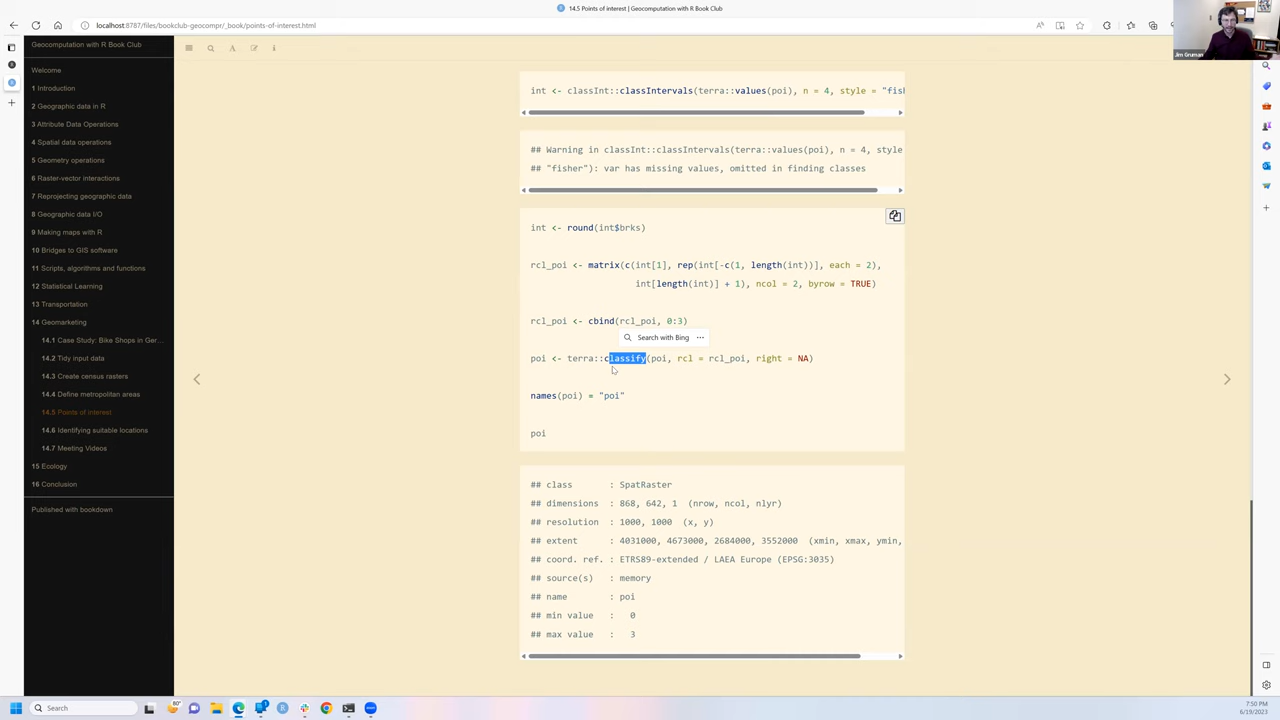 14.5 Points of interest | Geocomputation with R Book Club
localhost:8787/files/bookclub-geocompr/_book/points-of-interest.html
Jim Gruman
Geocomputation with R Book Club
Welcome
1 Introduction
2 Geographic data in R
3 Attribute Data Operations
4 Spatial data operations
5 Geometry operations
6 Raster-vector interactions
7 Reprojecting geographic data
8 Geographic data I/O
9 Making maps with R
10 Bridges to GIS software
11 Scripts, algorithms and functions
12 Statistical Learning
13 Transportation
14 Geomarketing
14.1 Case Study: Bike Shops in Ger…
14.2 Tidy input data
14.3 Create census rasters
14.4 Define metropolitan areas
14.5 Points of interest
14.6 Identifying suitable locations
14.7 Meeting Videos
15 Ecology
16 Conclusion
Published with bookdown
int <- classInt::classIntervals(terra::values(poi), n = 4, style = "fish
## Warning in classInt::classIntervals(terra::values(poi), n = 4, style
## "fisher"): var has missing values, omitted in finding classes
int <- round(int$brks)
rcl_poi <- matrix(c(int[1], rep(int[-c(1, length(int))], each = 2),
int[length(int)] + 1), ncol = 2, byrow = TRUE)
rcl_poi <- cbind(rcl_poi, 0:3)
Search with Bing ···
poi <- terra::classify(poi, rcl = rcl_poi, right = NA)
names(poi) = "poi"
poi
## class : SpatRaster
## dimensions : 868, 642, 1 (nrow, ncol, nlyr)
## resolution : 1000, 1000 (x, y)
## extent : 4031000, 4673000, 2684000, 3552000 (xmin, xmax, ymin,
## coord. ref. : ETRS89-extended / LAEA Europe (EPSG:3035)
## source(s) : memory
## name : poi
## min value : 0
## max value : 3
Search
80°
7:50 PM
6/19/2023